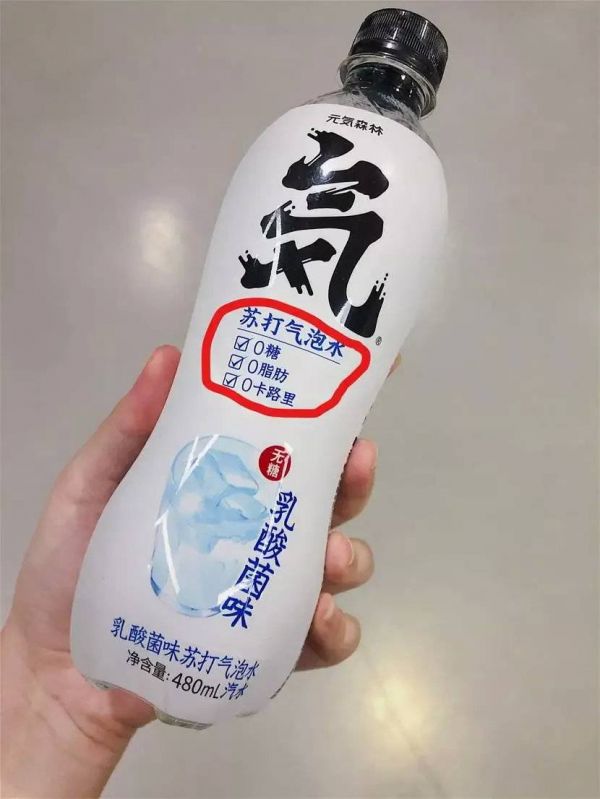 元気森林
気
®
苏打气泡水
☑0糖
☑0脂肪
☑0卡路里
无糖
乳酸菌味
乳酸菌味苏打气泡水
净含量:480mL 汽水